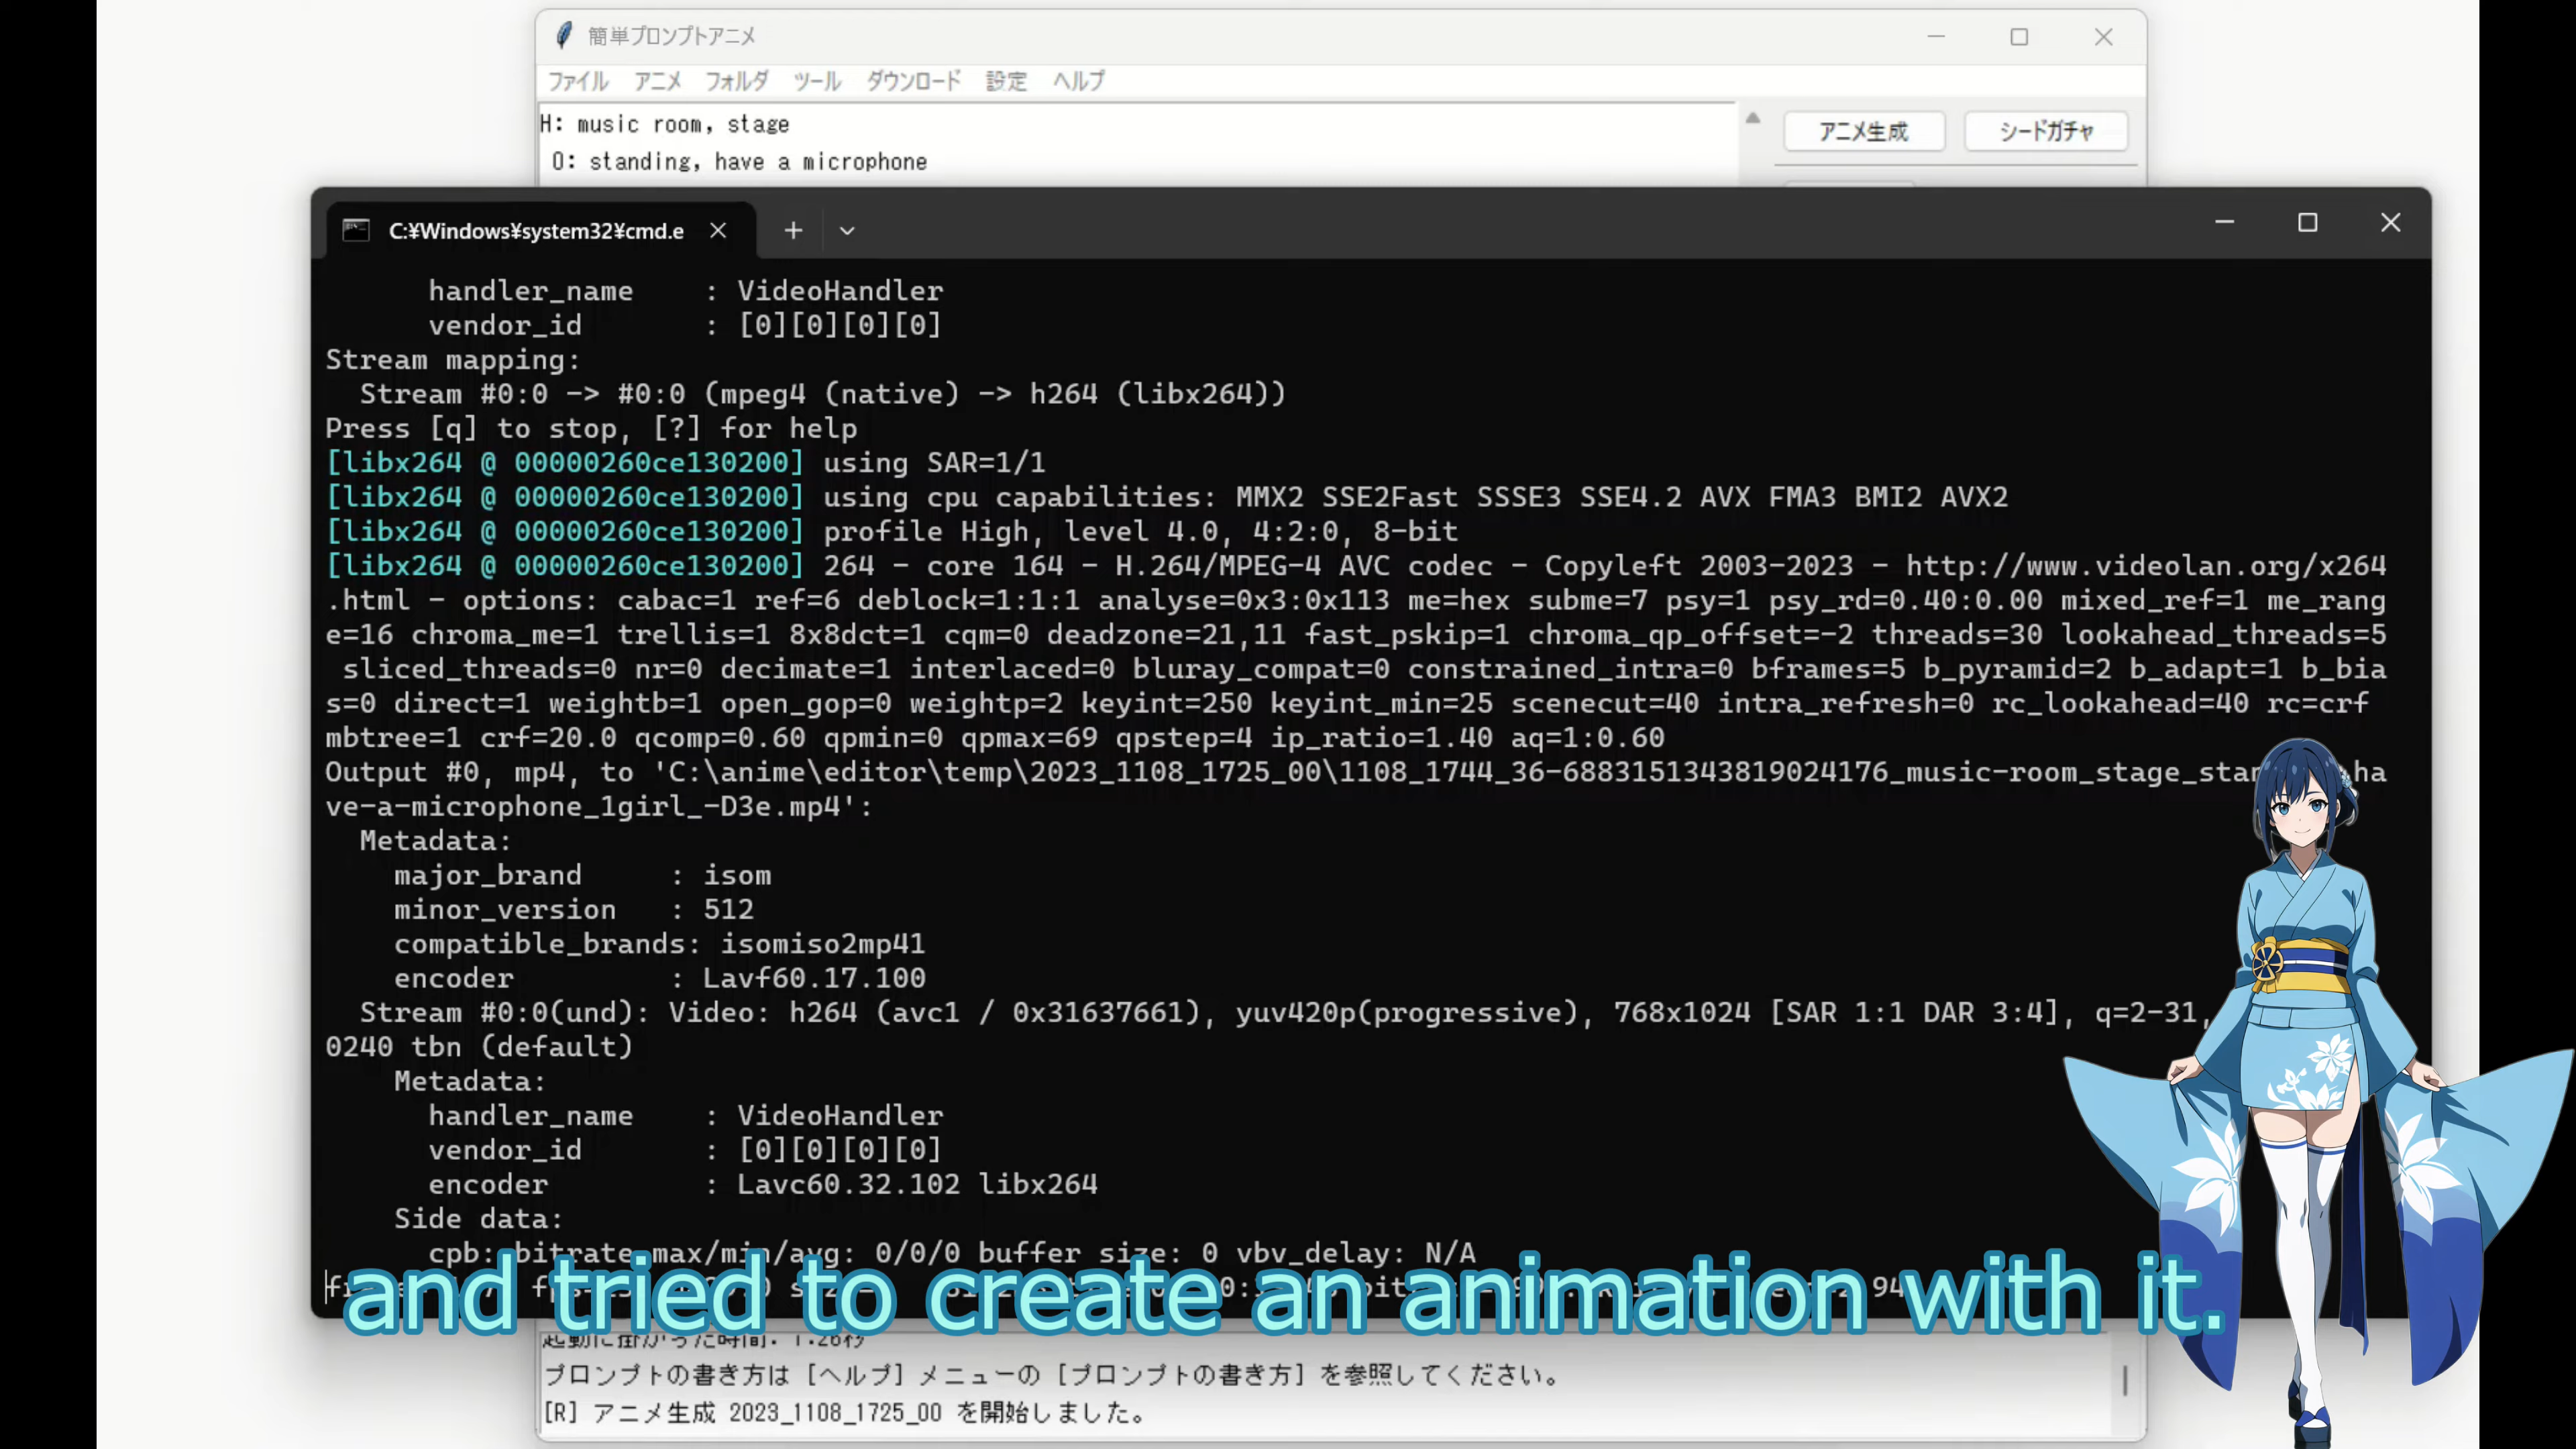 簡単プロンプトアニメ
ファイル アニメ フォルダ ツール ダウンロード 設定 ヘルプ
H: music room, stage
O: standing, have a microphone
アニメ生成 シードガチャ
C:¥Windows¥system32¥cmd.e
handler_name : VideoHandler
vendor_id : [0][0][0][0]
Stream mapping:
Stream #0:0 -> #0:0 (mpeg4 (native) -> h264 (libx264))
Press [q] to stop, [?] for help
[libx264 @ 00000260ce130200] using SAR=1/1
[libx264 @ 00000260ce130200] using cpu capabilities: MMX2 SSE2Fast SSSE3 SSE4.2 AVX FMA3 BMI2 AVX2
[libx264 @ 00000260ce130200] profile High, level 4.0, 4:2:0, 8-bit
[libx264 @ 00000260ce130200] 264 - core 164 - H.264/MPEG-4 AVC codec - Copyleft 2003-2023 - http://www.videolan.org/x264
.html - options: cabac=1 ref=6 deblock=1:1:1 analyse=0x3:0x113 me=hex subme=7 psy=1 psy_rd=0.40:0.00 mixed_ref=1 me_rang
e=16 chroma_me=1 trellis=1 8x8dct=1 cqm=0 deadzone=21,11 fast_pskip=1 chroma_qp_offset=-2 threads=30 lookahead_threads=5
sliced_threads=0 nr=0 decimate=1 interlaced=0 bluray_compat=0 constrained_intra=0 bframes=5 b_pyramid=2 b_adapt=1 b_bia
s=0 direct=1 weightb=1 open_gop=0 weightp=2 keyint=250 keyint_min=25 scenecut=40 intra_refresh=0 rc_lookahead=40 rc=crf
mbtree=1 crf=20.0 qcomp=0.60 qpmin=0 qpmax=69 qpstep=4 ip_ratio=1.40 aq=1:0.60
Output #0, mp4, to 'C:\anime\editor\temp\2023_1108_1725_00\1108_1744_36-6883151343819024176_music-room_stage_sta ha
ve-a-microphone_1girl_-D3e.mp4':
Metadata:
major_brand : isom
minor_version : 512
compatible_brands: isomiso2mp41
encoder : Lavf60.17.100
Stream #0:0(und): Video: h264 (avc1 / 0x31637661), yuv420p(progressive), 768x1024 [SAR 1:1 DAR 3:4], q=2-31,
0240 tbn (default)
Metadata:
handler_name : VideoHandler
vendor_id : [0][0][0][0]
encoder : Lavc60.32.102 libx264
Side data:
cpb: bitrate max/min/avg: 0/0/0 buffer size: 0 vbv_delay: N/A
and tried to create an animation with it.
起動に掛かった時間: 1.26秒
プロンプトの書き方は [ヘルプ] メニューの [プロンプトの書き方] を参照してください。
[R] アニメ生成 2023_1108_1725_00 を開始しました。